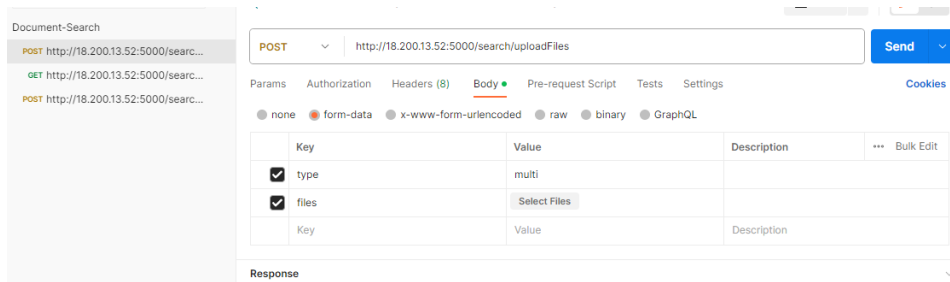 Document-Search
POST http://18.200.13.52:5000/searc...
GET http://18.200.13.52:5000/searc...
POST http://18.200.13.52:5000/searc...
POST http://18.200.13.52:5000/search/uploadFiles Send
Params Authorization Headers (8) Body Pre-request Script Tests Settings Cookies
none form-data x-www-form-urlencoded raw binary GraphQL
Key Value Description ••• Bulk Edit
type multi
files Select Files
Key Value Description
Response